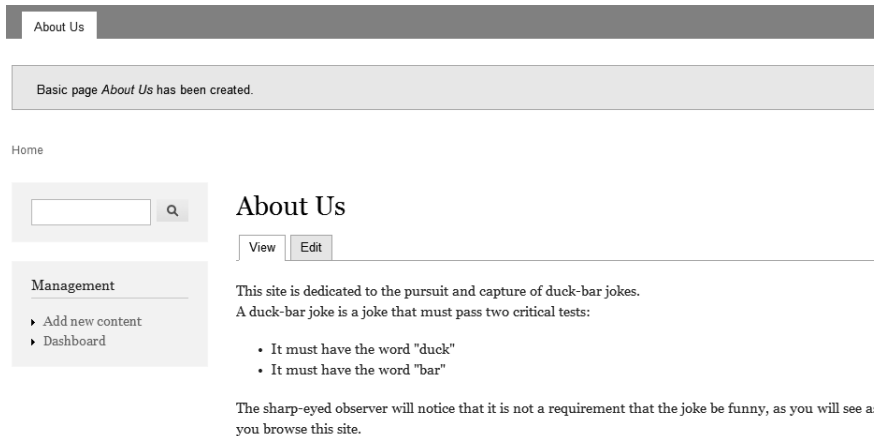 About Us
Basic page About Us has been created.
Home
Management
Add new content
Dashboard
About Us
View Edit
This site is dedicated to the pursuit and capture of duck-bar jokes.
A duck-bar joke is a joke that must pass two critical tests:
• It must have the word "duck"
• It must have the word "bar"
The sharp-eyed observer will notice that it is not a requirement that the joke be funny, as you will see as
you browse this site.